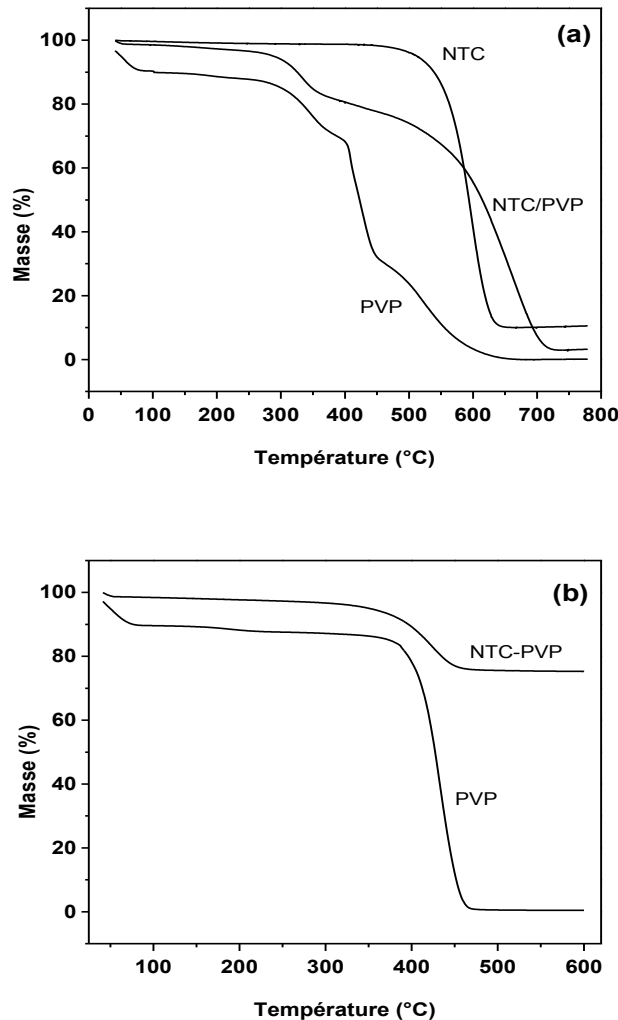 (a)
100
80
60
40
20
0
Masse (%)
NTC
NTC/PVP
PVP
0 100 200 300 400 500 600 700 800
Température (°C)
(b)
100
80
60
40
20
0
Masse (%)
NTC-PVP
PVP
100 200 300 400 500 600
Température (°C)